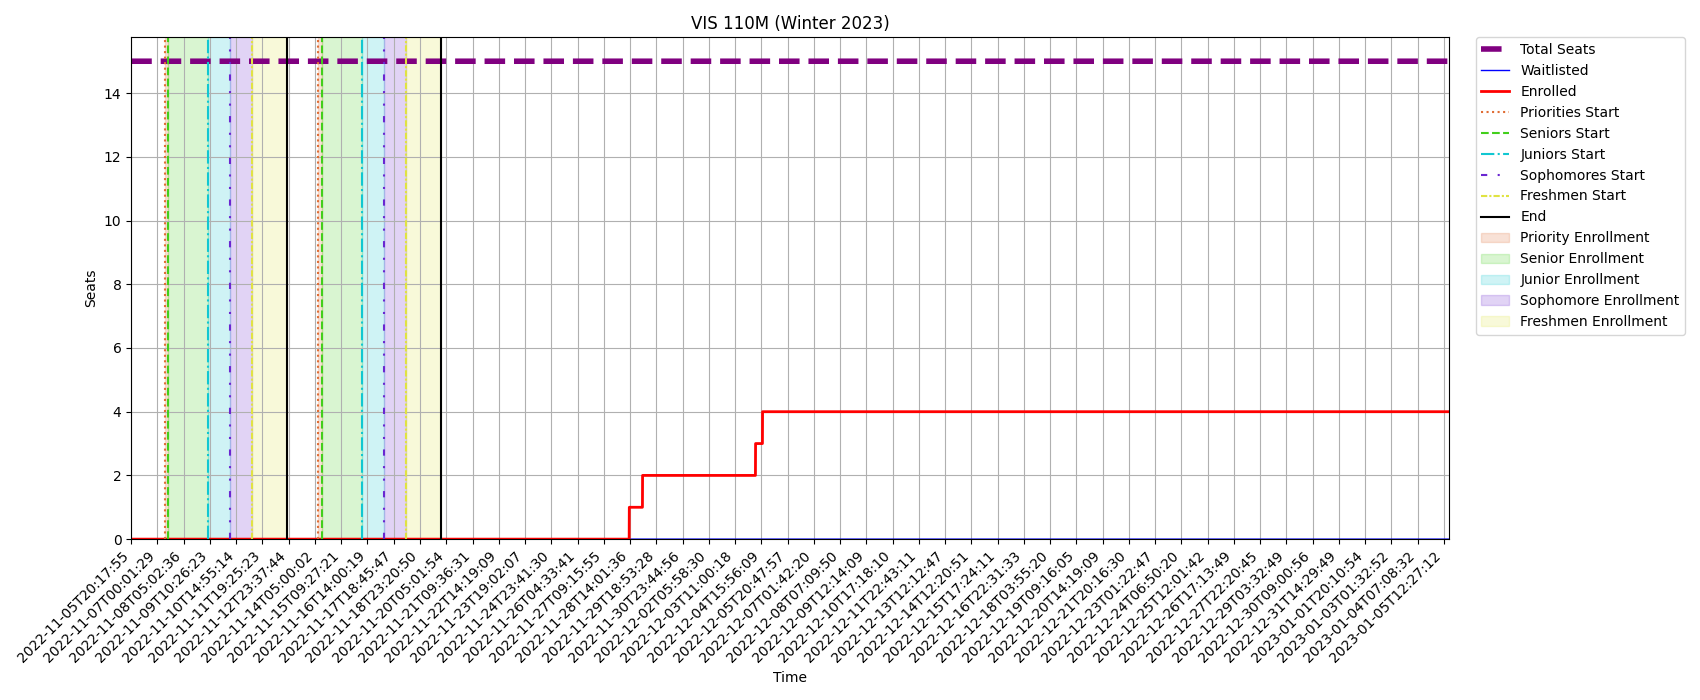 VIS 110M (Winter 2023)
Seats
14
12
10
8
6
4
2
0
2022-11-05T20:17:55
2022-11-07T00:01:29
2022-11-08T05:02:36
2022-11-09T10:26:23
2022-11-10T14:55:14
2022-11-11T19:25:23
2022-11-12T23:37:44
2022-11-14T05:00:02
2022-11-15T09:27:21
2022-11-16T14:00:19
2022-11-17T18:45:47
2022-11-18T23:20:50
2022-11-20T05:01:54
2022-11-21T09:36:31
2022-11-22T14:19:09
2022-11-23T19:02:07
2022-11-24T23:41:30
2022-11-26T04:33:41
2022-11-27T09:15:55
2022-11-28T14:01:36
2022-11-29T18:53:28
2022-11-30T23:44:56
2022-12-02T05:58:30
2022-12-03T11:00:18
2022-12-04T15:56:09
2022-12-05T20:47:57
2022-12-07T01:42:20
2022-12-08T07:09:50
2022-12-09T12:14:09
2022-12-10T17:18:10
2022-12-11T22:43:11
2022-12-13T12:12:47
2022-12-14T12:20:51
2022-12-15T17:24:11
2022-12-16T22:31:33
2022-12-18T03:55:20
2022-12-19T09:16:05
2022-12-20T14:19:09
2022-12-21T20:16:30
2022-12-23T01:22:47
2022-12-24T06:50:20
2022-12-25T12:01:42
2022-12-26T17:13:49
2022-12-27T22:20:45
2022-12-29T03:32:49
2022-12-30T09:00:56
2022-12-31T14:29:49
2023-01-01T20:10:54
2023-01-03T01:32:52
2023-01-04T07:08:32
2023-01-05T12:27:12
Time
Total Seats
Waitlisted
Enrolled
Priorities Start
Seniors Start
Juniors Start
Sophomores Start
Freshmen Start
End
Priority Enrollment
Senior Enrollment
Junior Enrollment
Sophomore Enrollment
Freshmen Enrollment